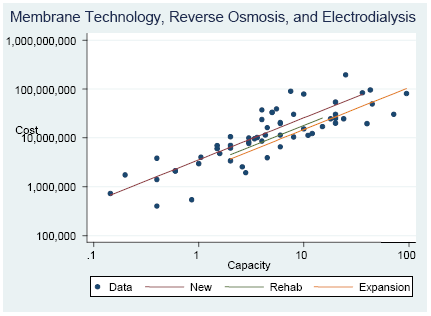 Membrane Technology, Reverse Osmosis, and Electrodialysis
1,000,000,000
100,000,000
Cost
10,000,000
1,000,000
100,000
.1
1
10
100
Capacity
Data
New
Rehab
Expansion